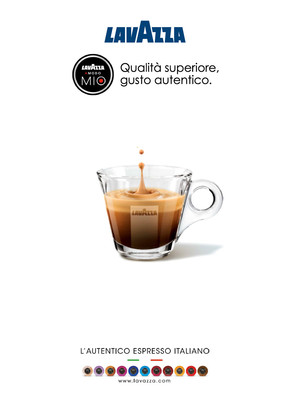 LAVAZZA
LAVAZZA
A MODO
MIO
Qualità superiore,
gusto autentico.
LAVAZZA
L'AUTENTICO ESPRESSO ITALIANO
www.lavazza.com